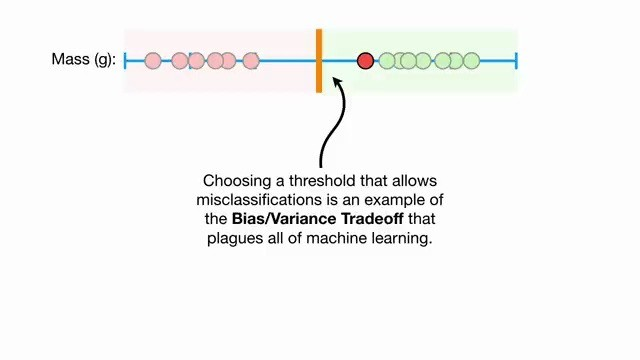 Mass (g):
Choosing a threshold that allows
misclassifications is an example of
the Bias/Variance Tradeoff that
plagues all of machine learning.